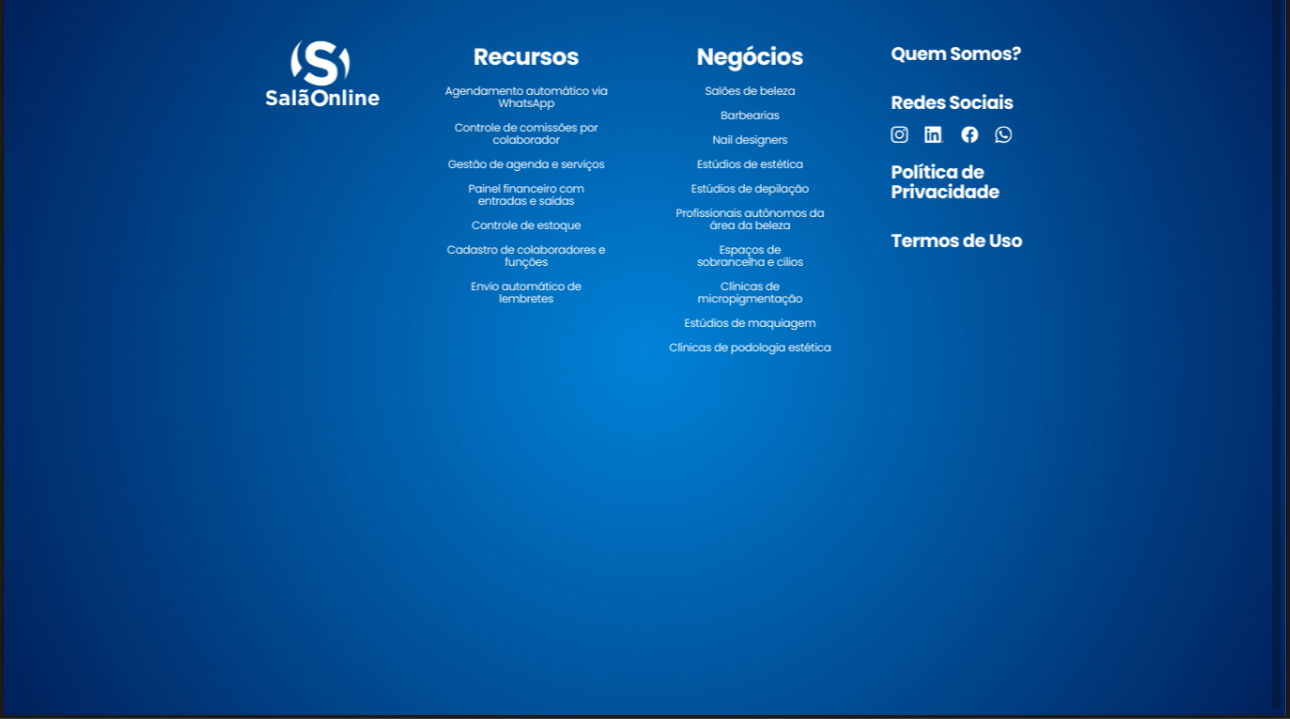 SalãOnline
Recursos
Agendamento automático via
WhatsApp
Controle de comissões por
colaborador
Gestão de agenda e serviços
Painel financeiro com
entradas e saídas
Controle de estoque
Cadastro de colaboradores e
funções
Envio automático de
lembretes
Negócios
Salões de beleza
Barbearias
Nail designers
Estúdios de estética
Estúdios de depilação
Profissionais autônomos da
área da beleza
Espaços de
sobrancelha e cílios
Clínicas de
micropigmentação
Estúdios de maquiagem
Clínicas de podologia estética
Quem Somos?
Redes Sociais
Política de
Privacidade
Termos de Uso